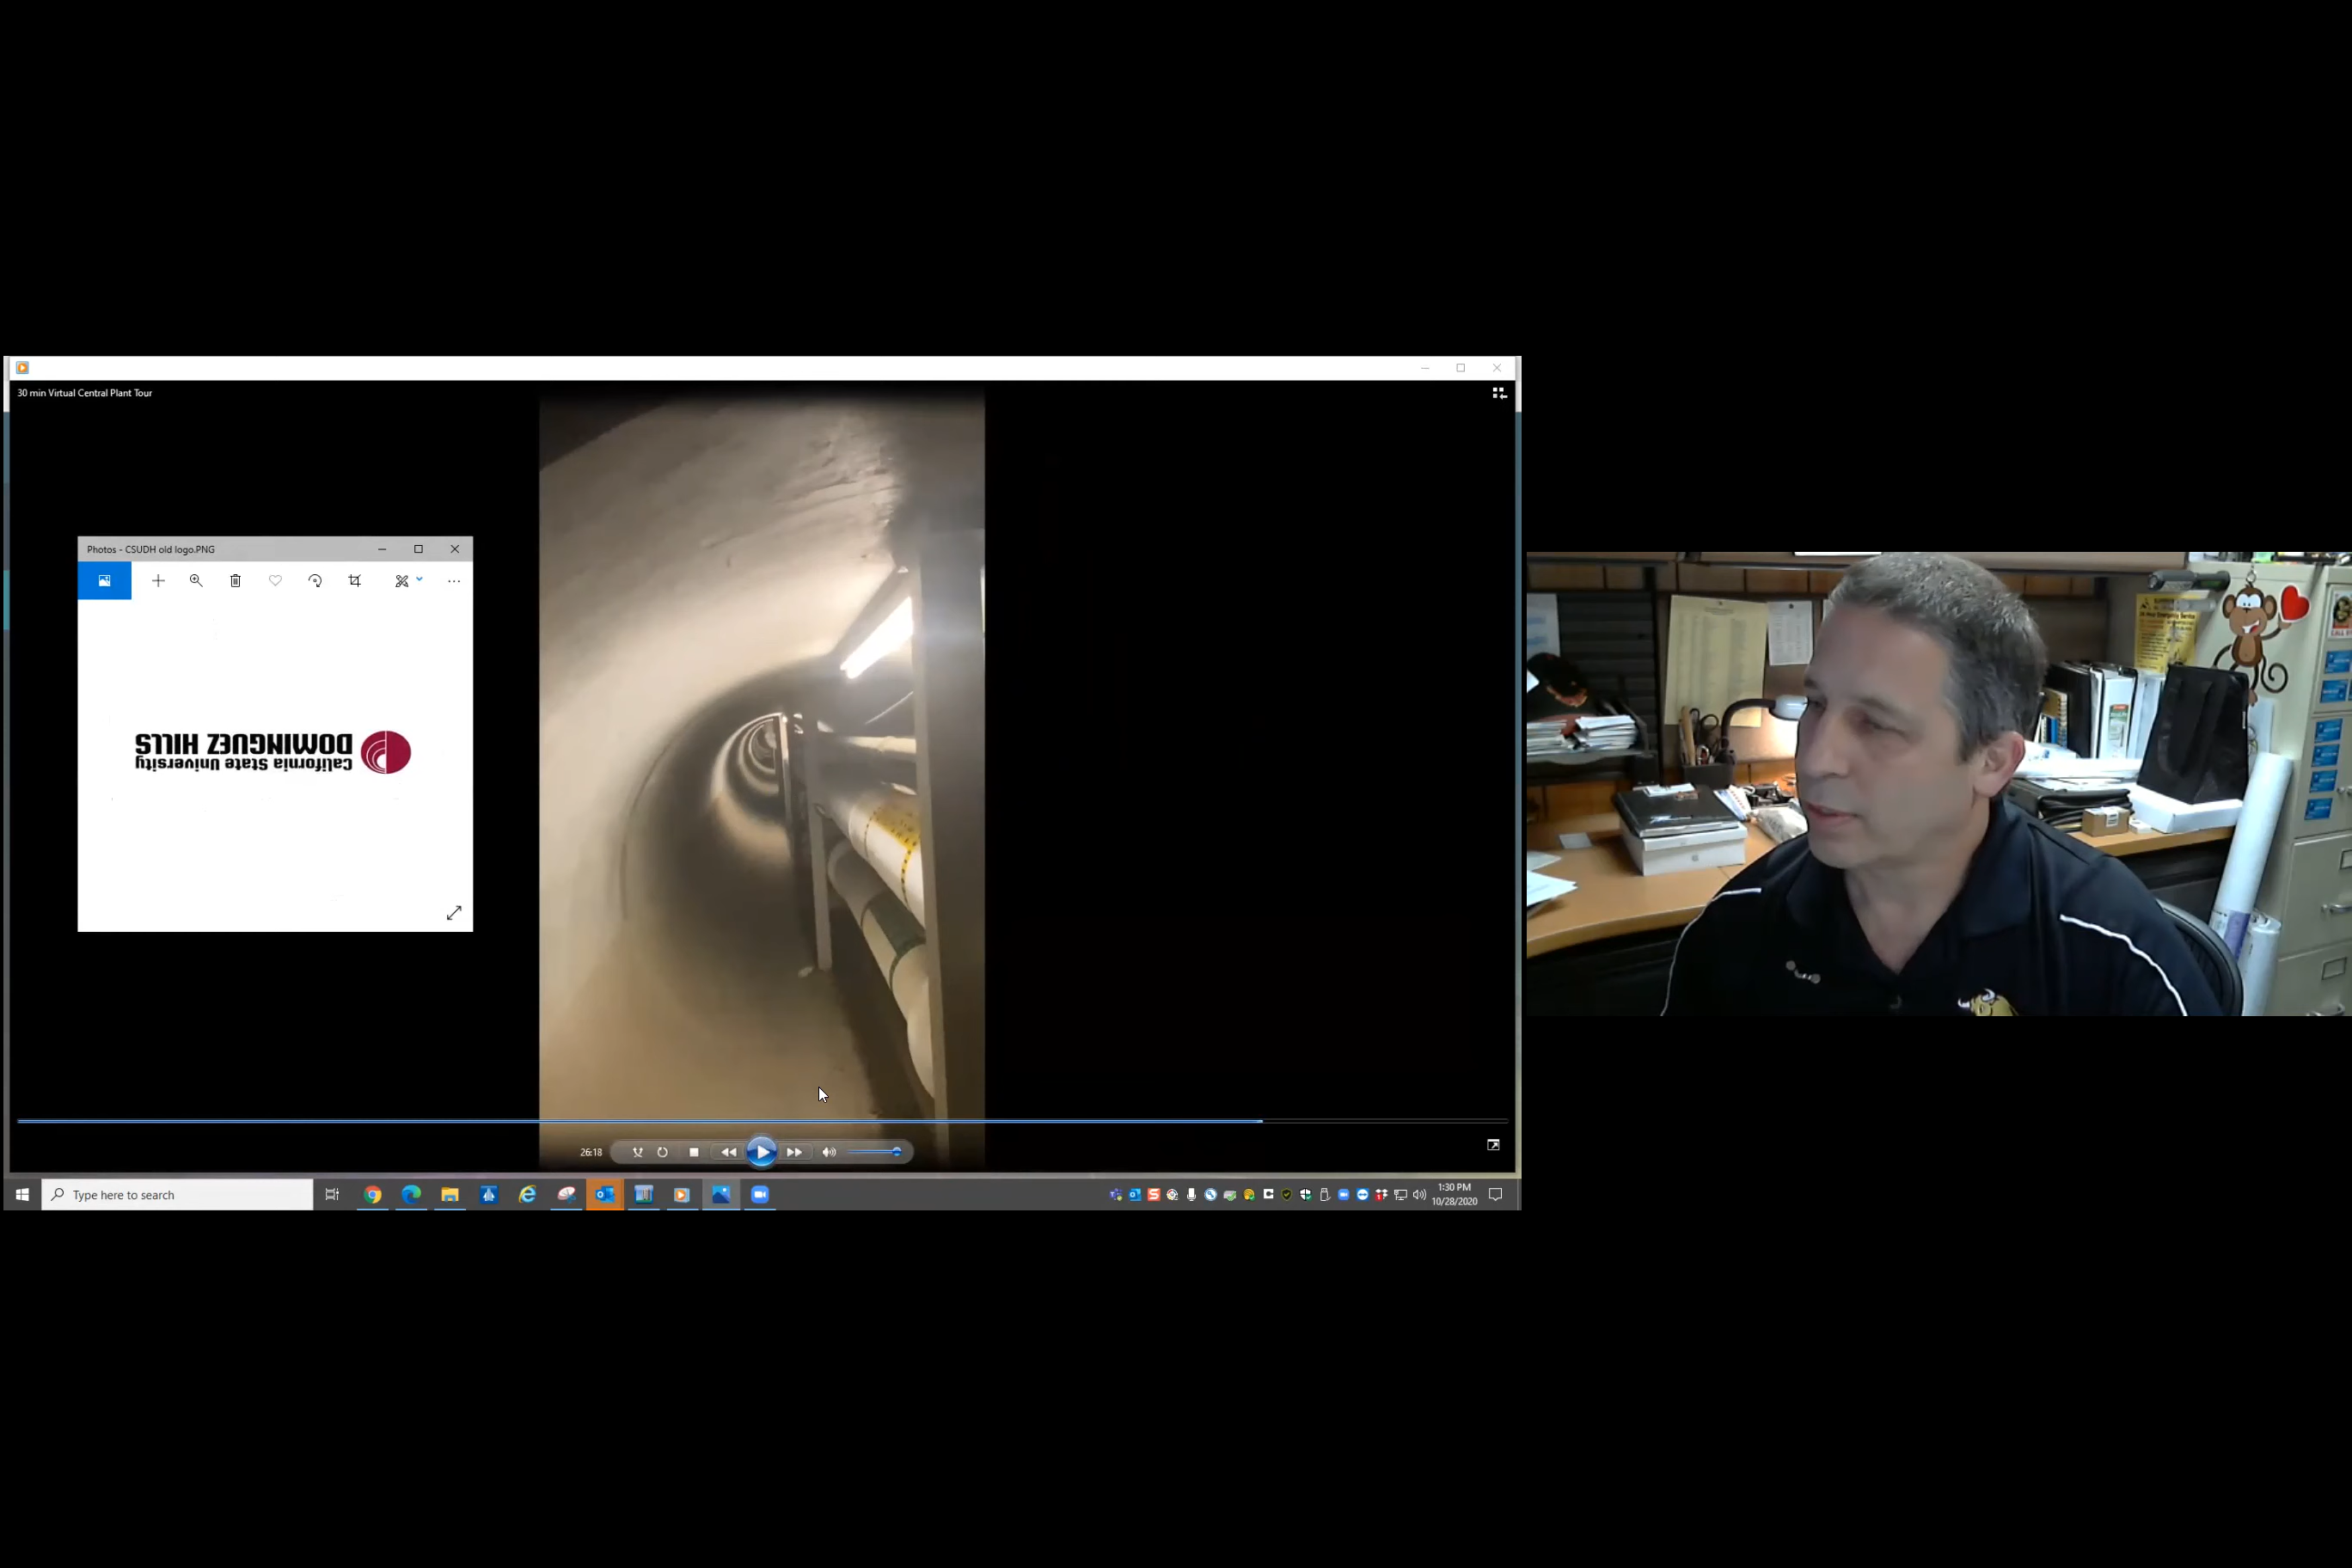 30 min Virtual Central Plant Tour
Photos - CSUDH old logo.PNG
California State University
DOMINGUEZ HILLS
26:18
Type here to search
1:30 PM
10/28/2020